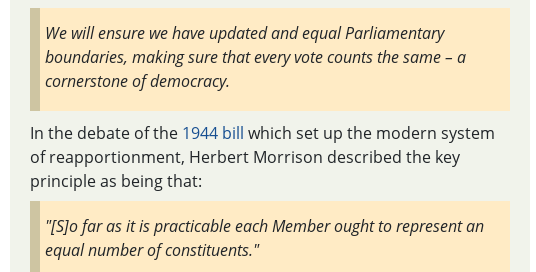 We will ensure we have updated and equal Parliamentary
boundaries, making sure that every vote counts the same – a
cornerstone of democracy.
In the debate of the 1944 bill which set up the modern system
of reapportionment, Herbert Morrison described the key
principle as being that:
"[S]o far as it is practicable each Member ought to represent an
equal number of constituents."